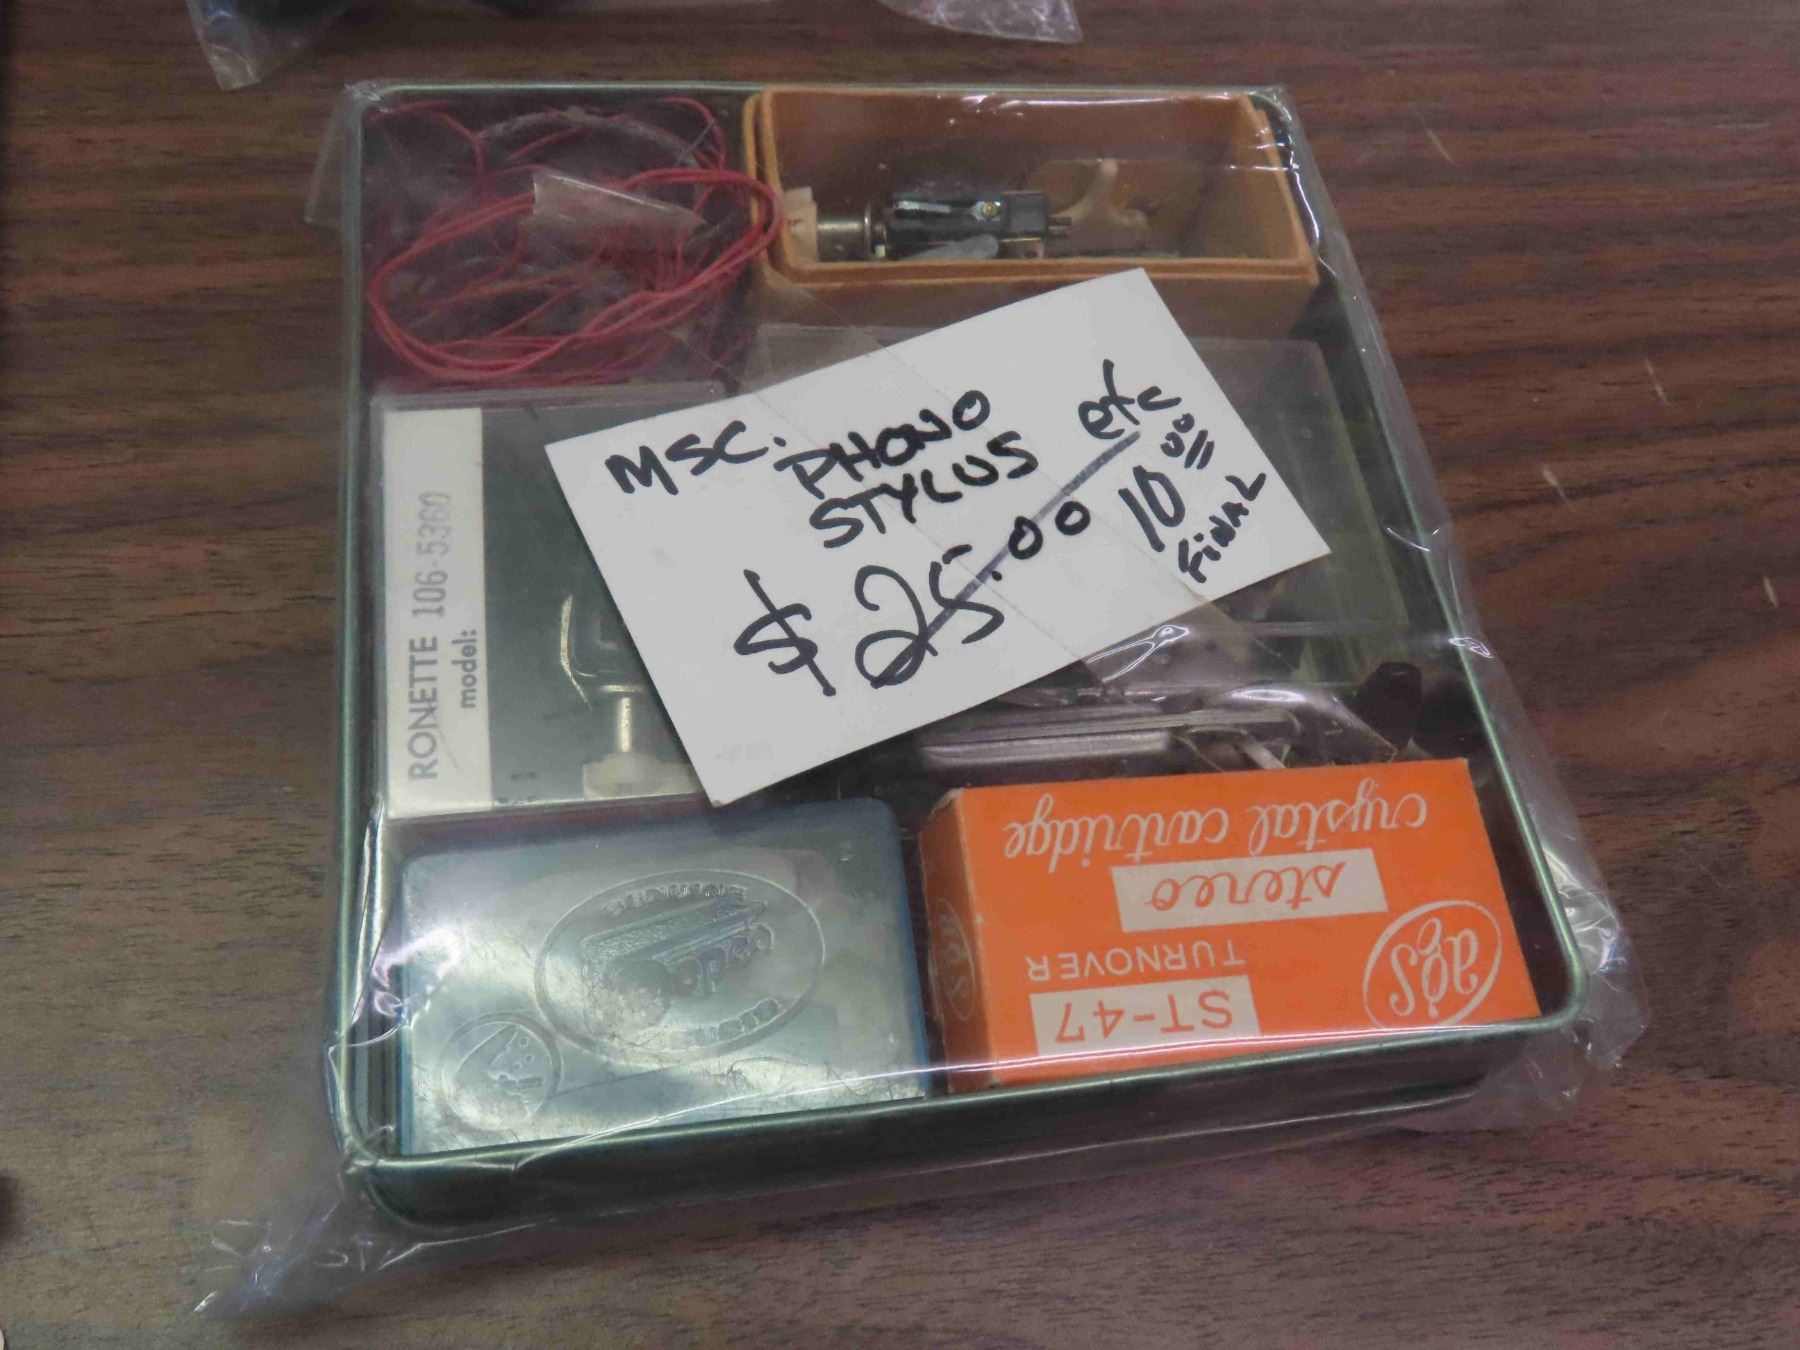 MSC. PHONO
STYLUS etc
$25.00 10.00
FINAL
RONETTE 106-5360
model:
GENUINE
crystal cartridge
stereo
TURNOVER
ST-47